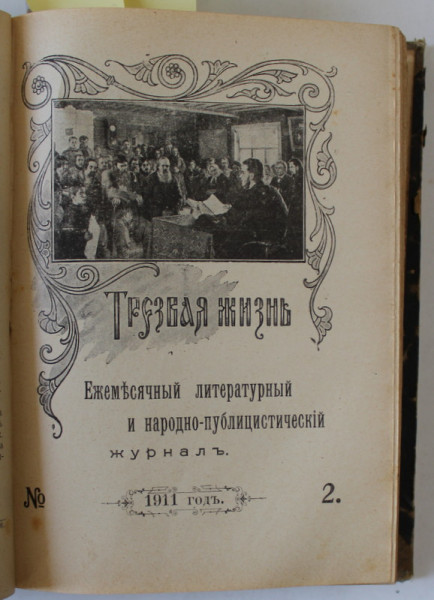 Трезвая жизнь
Ежемѣсячный литературный
и народно-публицистическій
журналъ.
№ 1911 годъ. 2.